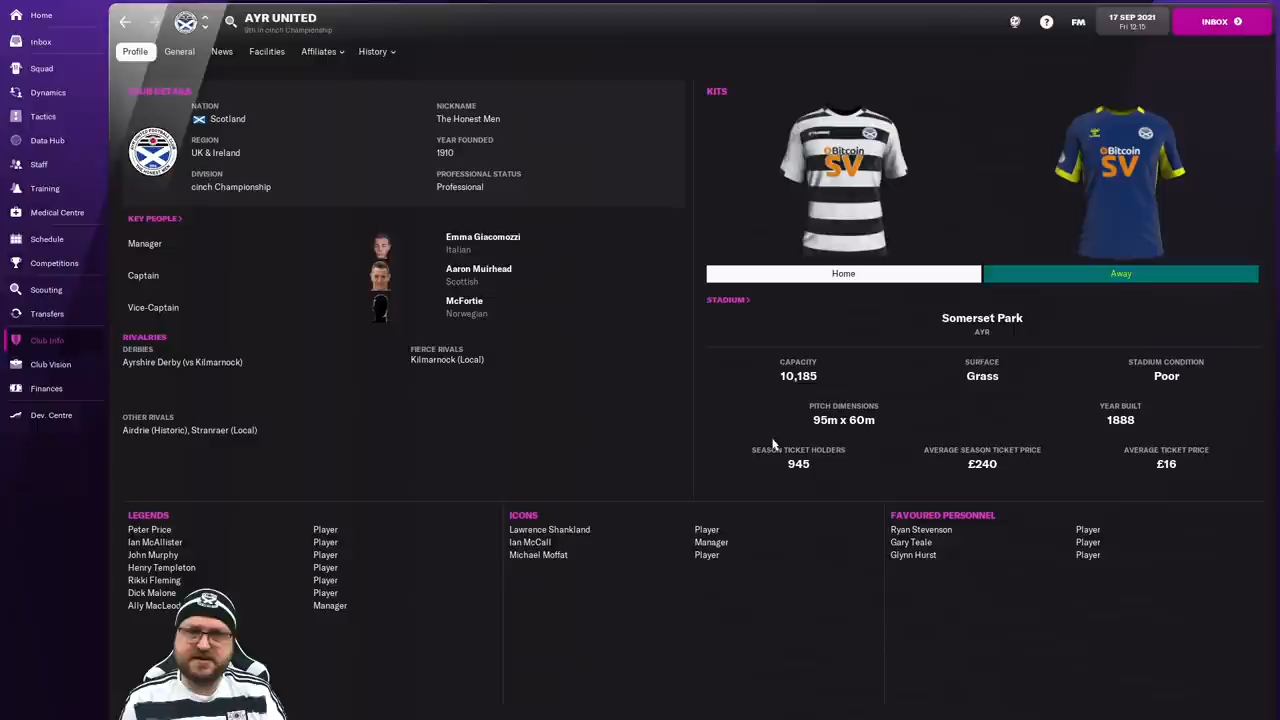 AYR UNITED
9th in cinch Championship
FM
17 SEP 2021
Fri 12:15
INBOX
Home
Inbox
Squad
Dynamics
Tactics
Data Hub
Staff
Training
Medical Centre
Schedule
Competitions
Scouting
Transfers
Club Info
Club Vision
Finances
Dev. Centre
Profile General News Facilities Affiliates History
CLUB DETAILS
NATION
Scotland
NICKNAME
The Honest Men
REGION
UK & Ireland
YEAR FOUNDED
1910
DIVISION
cinch Championship
PROFESSIONAL STATUS
Professional
KEY PEOPLE >
Manager
Emma Giacomozzi
Italian
Captain
Aaron Muirhead
Scottish
Vice-Captain
McFortie
Norwegian
RIVALRIES
DERBIES
Ayrshire Derby (vs Kilmarnock)
FIERCE RIVALS
Kilmarnock (Local)
OTHER RIVALS
Airdrie (Historic), Stranraer (Local)
KITS
Bitcoin
SV
Bitcoin
SV
Home
Away
STADIUM >
Somerset Park
AYR
CAPACITY
10,185
SURFACE
Grass
STADIUM CONDITION
Poor
PITCH DIMENSIONS
95m x 60m
YEAR BUILT
1888
SEASON TICKET HOLDERS
945
AVERAGE SEASON TICKET PRICE
£240
AVERAGE TICKET PRICE
£16
LEGENDS
Peter Price Player
Ian McAllister Player
John Murphy Player
Henry Templeton Player
Rikki Fleming Player
Dick Malone Player
Ally MacLeod Manager
ICONS
Lawrence Shankland Player
Ian McCall Manager
Michael Moffat Player
FAVOURED PERSONNEL
Ryan Stevenson Player
Gary Teale Player
Glynn Hurst Player